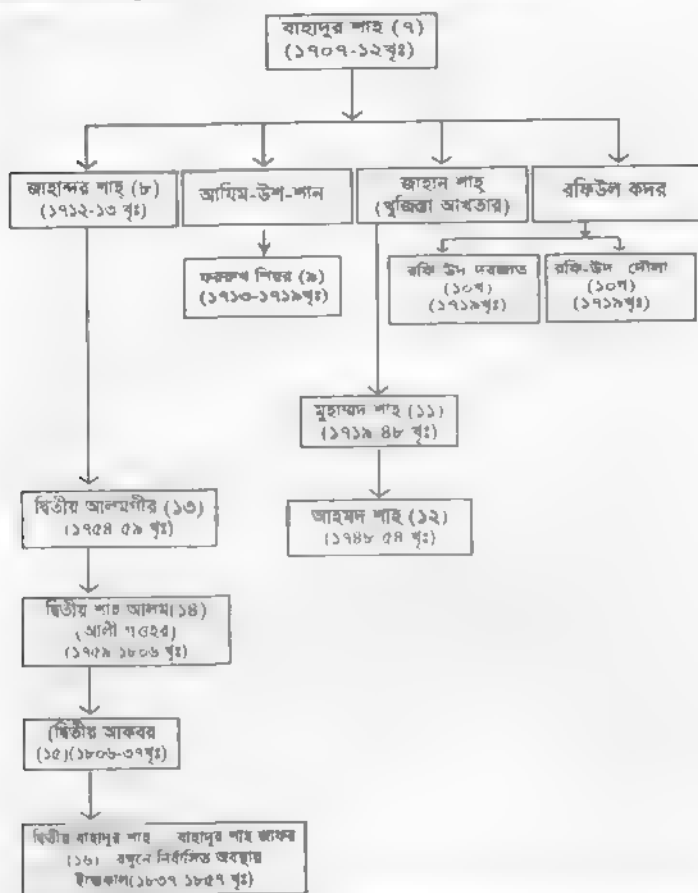 বাহাদুর শাহ (৭)
(১৭০৭-১২খৃঃ)
জাহান্দর শাহ্ (৮)
(১৭১২-১৩ খৃঃ)
আযিম-উশ-শান
জাহান শাহ্
(খুজিস্তা আখতার)
রফিউল কদর
ফররুখ শিয়র (৯)
(১৭১৩-১৭১৯খৃঃ)
রফি উদ দরজাত
(১০ক)
(১৭১৯খৃঃ)
রফি-উদ দৌলা
(১০খ)
(১৭১৯খৃঃ)
মুহাম্মদ শাহ (১১)
(১৭১৯ ৪৮ খৃঃ)
দ্বিতীয় আলমগীর (১৩)
(১৭৫৪ ৫৯ খৃঃ)
আহমদ শাহ (১২)
(১৭৪৮ ৫৪ খৃঃ)
দ্বিতীয় শাহ আলম(১৪)
(আলী গওহর)
(১৭৫৯ ১৮০৬ খৃঃ)
(দ্বিতীয় আকবর
(১৫)(১৮০৬-৩৭খৃঃ)
দ্বিতীয় বাহাদুর শাহ বাহাদুর শাহ জাফর
(১৬) রঙ্গুনে নির্বাসিত অবস্থায়
ইন্তেকাল(১৮৩৭ ১৮৫৭ খৃঃ)